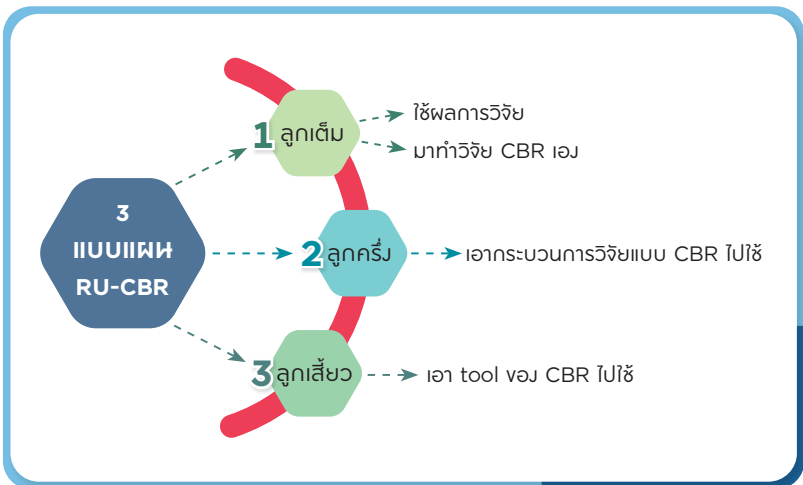 3
แบบแผน
RU-CBR
1 ลูกเต็ม
ใช้ผลการวิจัย
มาทำวิจัย CBR เอง
2 ลูกครึ่ง
เอากระบวนการวิจัยแบบ CBR ไปใช้
3 ลูกเสี้ยว
เอา tool ของ CBR ไปใช้